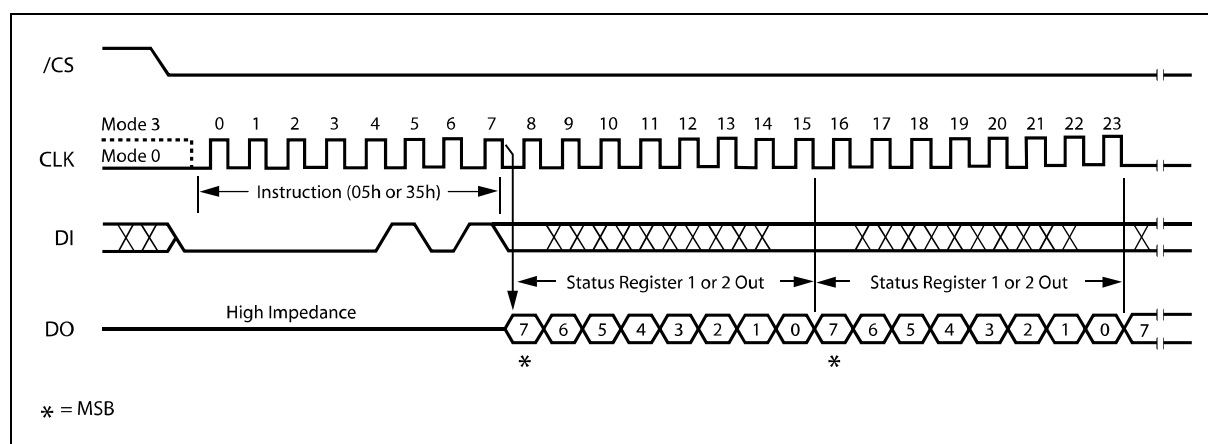 /CS
Mode 3
0 1 2 3 4 5 6 7 8 9 10 11 12 13 14 15 16 17 18 19 20 21 22 23
CLK
Mode 0
Instruction (05h or 35h)
DI
Status Register 1 or 2 Out
Status Register 1 or 2 Out
High Impedance
DO
7 6 5 4 3 2 1 0 7 6 5 4 3 2 1 0 7
* *
* = MSB